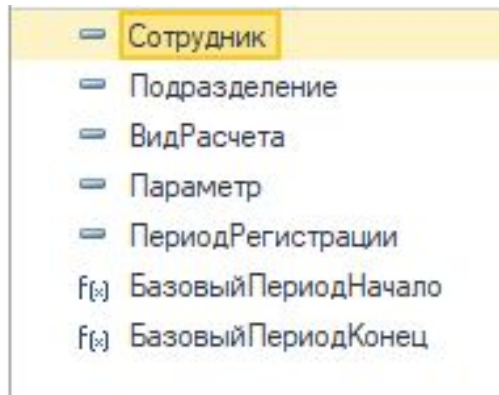 Сотрудник
Подразделение
ВидРасчета
Параметр
ПериодРегистрации
f(x) БазовыйПериодНачало
f(x) БазовыйПериодКонец